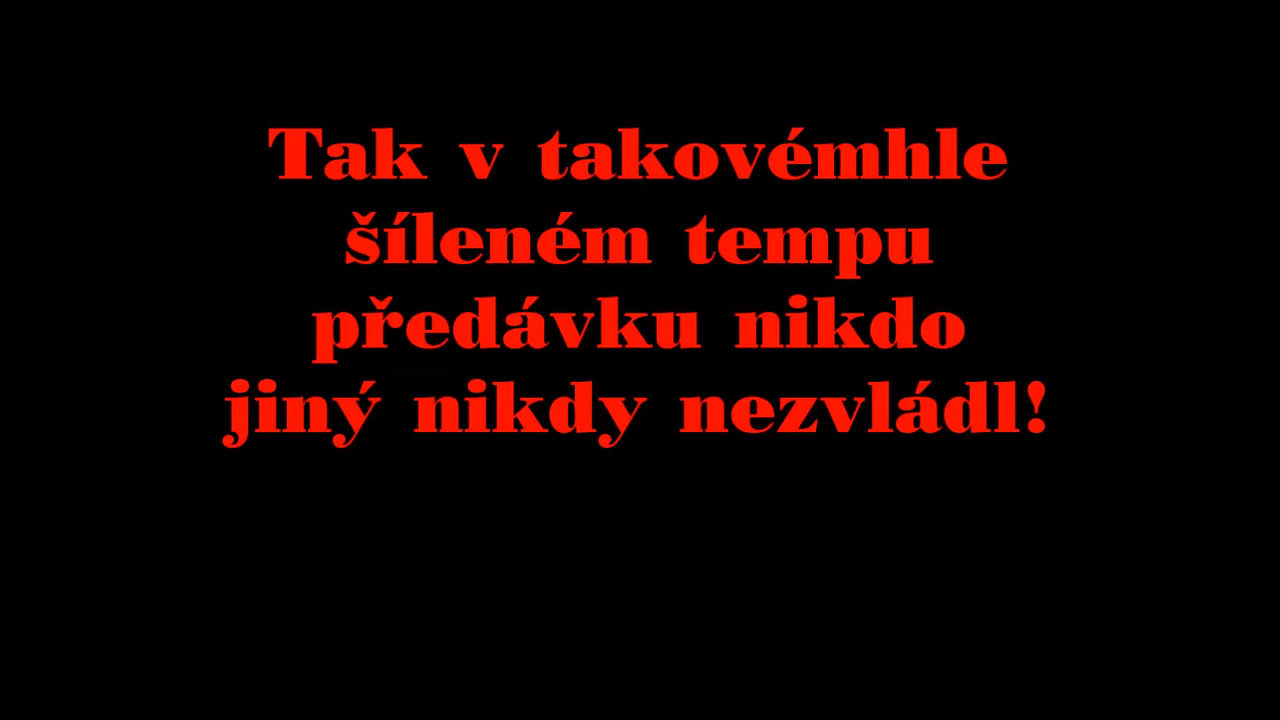 Tak v takovémhle
šíleném tempu
předávku nikdo
jiný nikdy nezvládl!